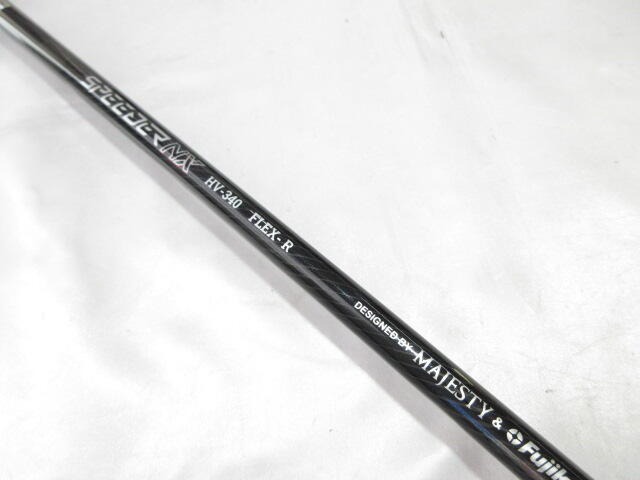 SPEEDER NX HV-340 FLEX-R DESIGNED BY MAJESTY & Fujik